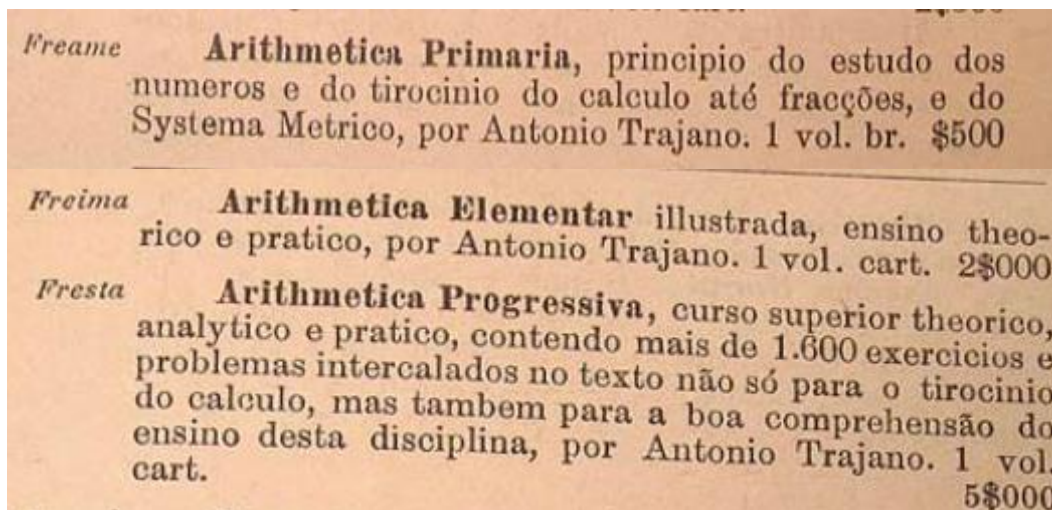 Freame Arithmetica Primaria, principio do estudo dos
numeros e do tirocinio do calculo até fracções, e do
Systema Metrico, por Antonio Trajano. 1 vol. br. $500
Freima Arithmetica Elementar illustrada, ensino theo-
rico e pratico, por Antonio Trajano. 1 vol. cart. 2$000
Fresta Arithmetica Progressiva, curso superior theorico,
analytico e pratico, contendo mais de 1.600 exercicios e
problemas intercalados no texto não só para o tirocinio
do calculo, mas tambem para a boa comprehensão do
ensino desta disciplina, por Antonio Trajano. 1 vol.
cart. 5$000